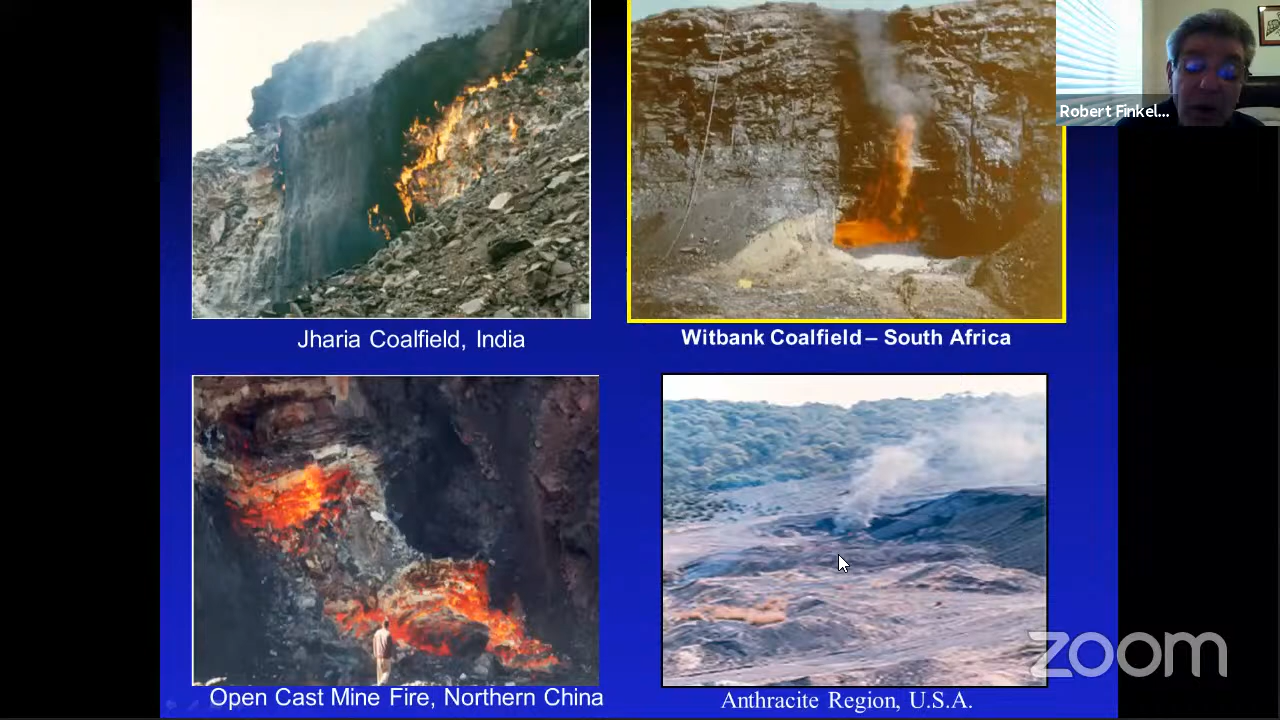 Robert Finkel...
Jharia Coalfield, India
Witbank Coalfield – South Africa
Open Cast Mine Fire, Northern China
Anthracite Region, U.S.A.
zoom